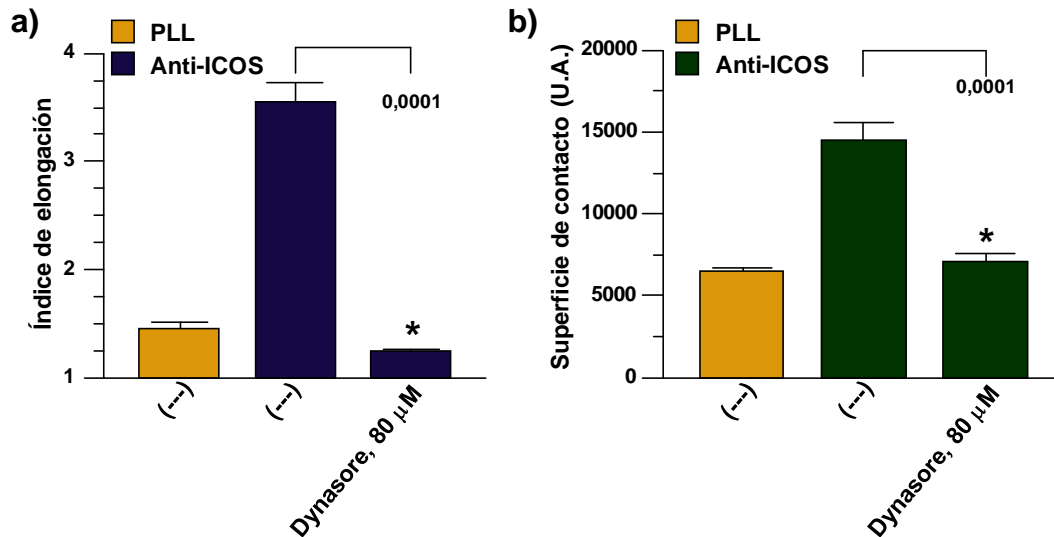 a)
PLL
Anti-ICOS
Índice de elongación
4
3
2
1
0,0001
*
(---)
(---)
Dynasore, 80 μM
b)
PLL
Anti-ICOS
Superficie de contacto (U.A.)
20000
15000
10000
5000
0
0,0001
*
(---)
(---)
Dynasore, 80 μM